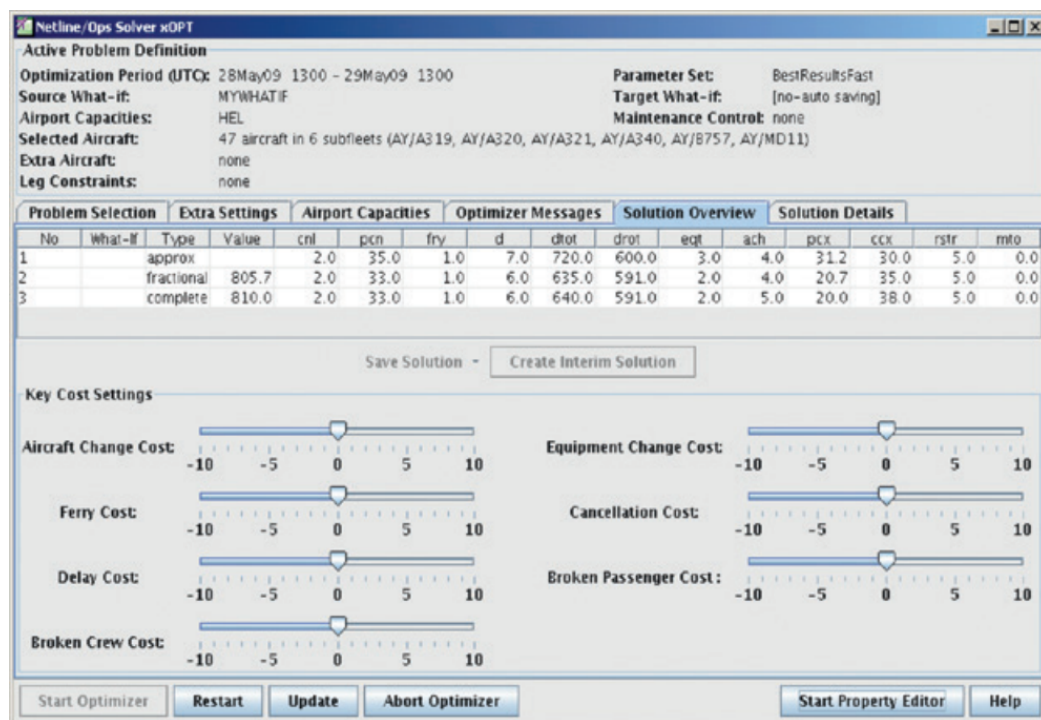 Netline/Ops Solver xOPT
Active Problem Definition
Optimization Period (UTC): 28May09 1300 - 29May09 1300 Parameter Set: BestResultsFast
Source What-if: MYWHATIF Target What-if: [no-auto saving]
Airport Capacities: HEL Maintenance Control: none
Selected Aircraft: 47 aircraft in 6 subfleets (AY/A319, AY/A320, AY/A321, AY/A340, AY/B757, AY/MD11)
Extra Aircraft: none
Leg Constraints: none
Problem Selection Extra Settings Airport Capacities Optimizer Messages Solution Overview Solution Details
No What-If Type Value cnl pcn fry d dtot drot eqt ach pcx ccx rstr mto
1 approx 2.0 35.0 1.0 7.0 720.0 600.0 3.0 4.0 31.2 30.0 5.0 0.0
2 fractional 805.7 2.0 33.0 1.0 6.0 635.0 591.0 2.0 4.0 20.7 35.0 5.0 0.0
3 complete 810.0 2.0 33.0 1.0 6.0 640.0 591.0 2.0 5.0 20.0 38.0 5.0 0.0
Save Solution - Create Interim Solution
Key Cost Settings
Aircraft Change Cost: Equipment Change Cost:
-10 -5 0 5 10 -10 -5 0 5 10
Ferry Cost: Cancellation Cost:
-10 -5 0 5 10 -10 -5 0 5 10
Delay Cost: Broken Passenger Cost :
-10 -5 0 5 10 -10 -5 0 5 10
Broken Crew Cost:
-10 -5 0 5 10
Start Optimizer Restart Update Abort Optimizer Start Property Editor Help